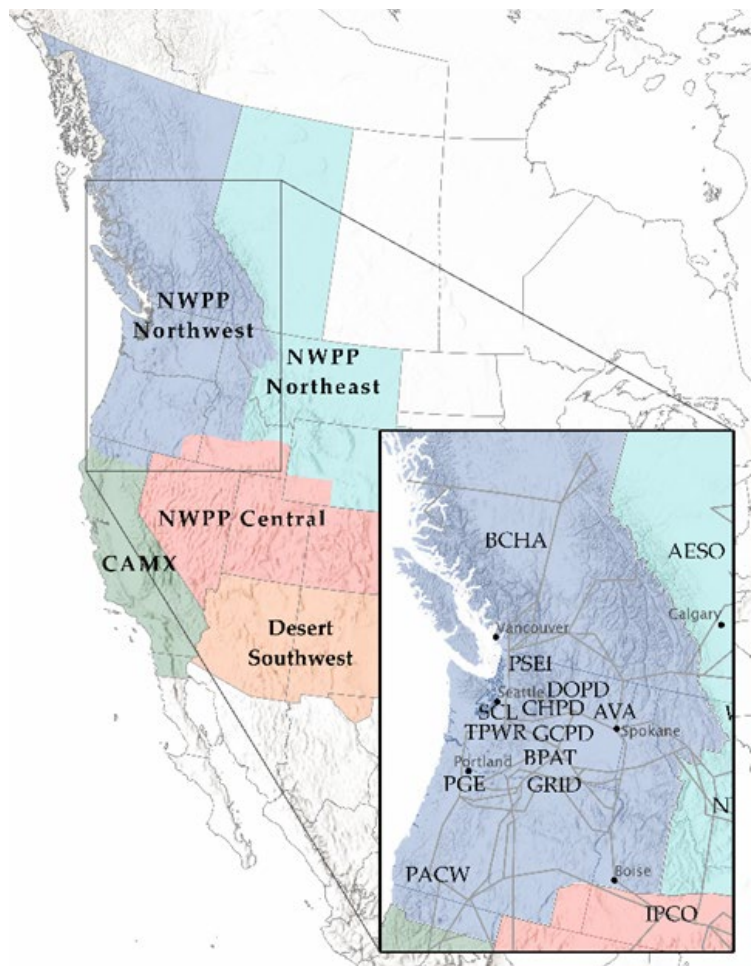 NWPP
Northwest
NWPP
Northeast
NWPP Central
CAMX
Desert
Southwest
BCHA
AESO
Calgary
Vancouver
PSEI
Seattle
DOPD
SCL
CHPD
AVA
TPWR
GCPD
Spokane
Portland
BPAT
PGE
GRID
PACW
Boise
IPCO